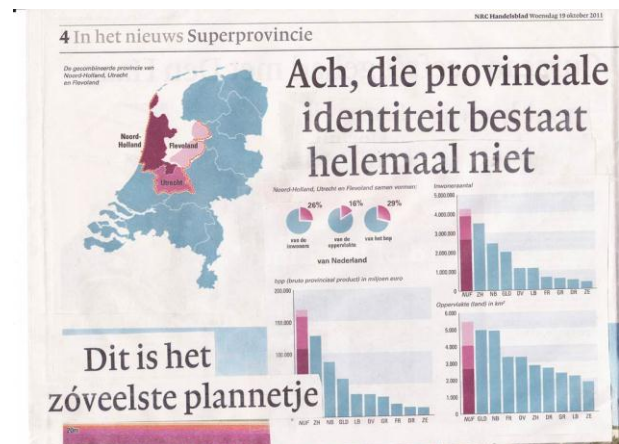 NRC Handelsblad Woensdag 19 oktober 2011
4 In het nieuws Superprovincie
De gecombineerde provincie van
Noord-Holland, Utrecht
en Flevoland
Noord-
Holland
Flevoland
Utrecht
Ach, die provinciale
identiteit bestaat
helemaal niet
Noord-Holland, Utrecht en Flevoland samen vormen:
26%
16%
29%
van de
inwoners
van de
oppervlakte
van het bpp
van Nederland
Inwoneraantal
5.000.000
4.000.000
3.000.000
2.000.000
1.000.000
0
NUF ZH NB GLD OV LB FR GR DR ZE
bpp (bruto provinciaal product) in miljoen euro
200.000
150.000
100.000
NUF ZH NB GLD LB OV GR FR DR ZE
Oppervlakte (land) in km²
6.000
5.000
4.000
3.000
2.000
1.000
0
NUF GLD NB FR OV ZH DR GR LB ZE
Dit is het
zóveelste plannetje